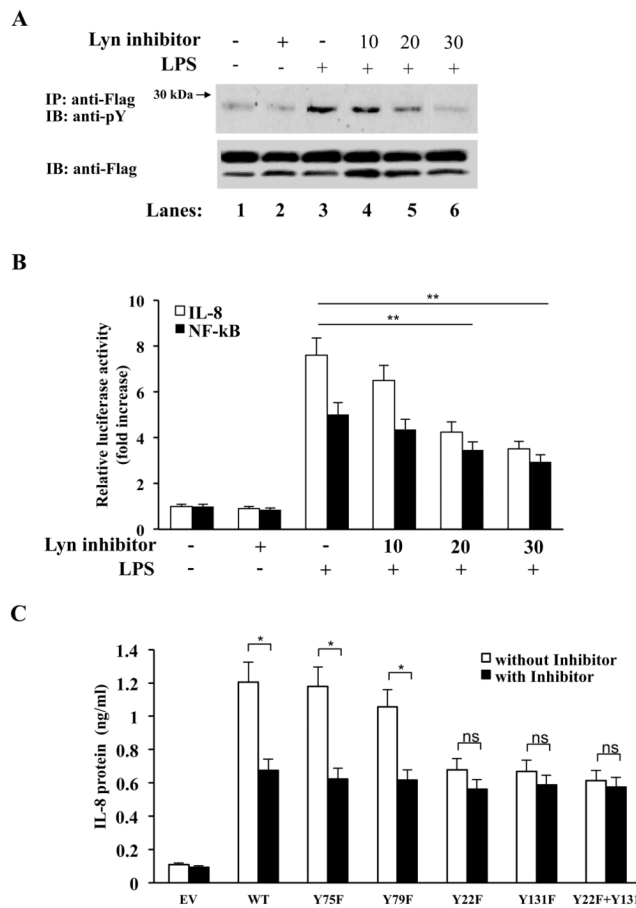 A
Lyn inhibitor - + - 10 20 30
LPS - - + + + +
30 kDa
IP: anti-Flag
IB: anti-pY
IB: anti-Flag
Lanes: 1 2 3 4 5 6
B
Relative luciferase activity
(fold increase)
10
8
6
4
2
0
IL-8
NF-kB
**
**
Lyn inhibitor - + - 10 20 30
LPS - - + + + +
C
IL-8 protein (ng/ml)
1.4
1.2
1
0.8
0.6
0.4
0.2
0
without Inhibitor
with Inhibitor
* * * ns ns ns
EV WT Y75F Y79F Y22F Y131F Y22F+Y131